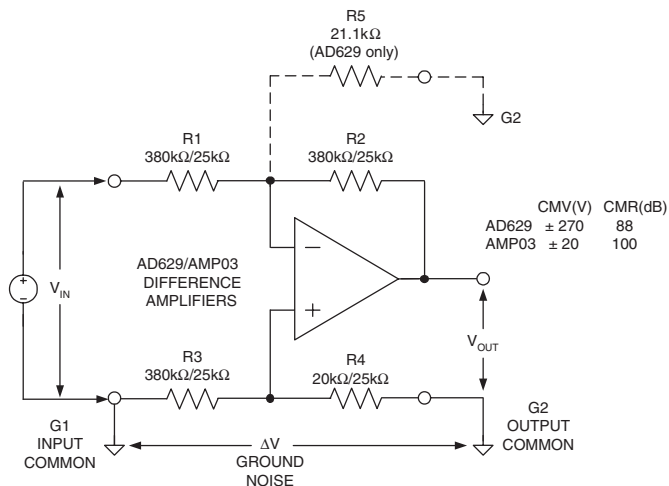 R5
21.1kΩ
(AD629 only)
G2
R1
380kΩ/25kΩ
R2
380kΩ/25kΩ
CMV(V) CMR(dB)
AD629 ± 270 88
AMP03 ± 20 100
AD629/AMP03
DIFFERENCE
AMPLIFIERS
VIN
VOUT
R3
380kΩ/25kΩ
R4
20kΩ/25kΩ
G1
INPUT
COMMON
ΔV
GROUND
NOISE
G2
OUTPUT
COMMON